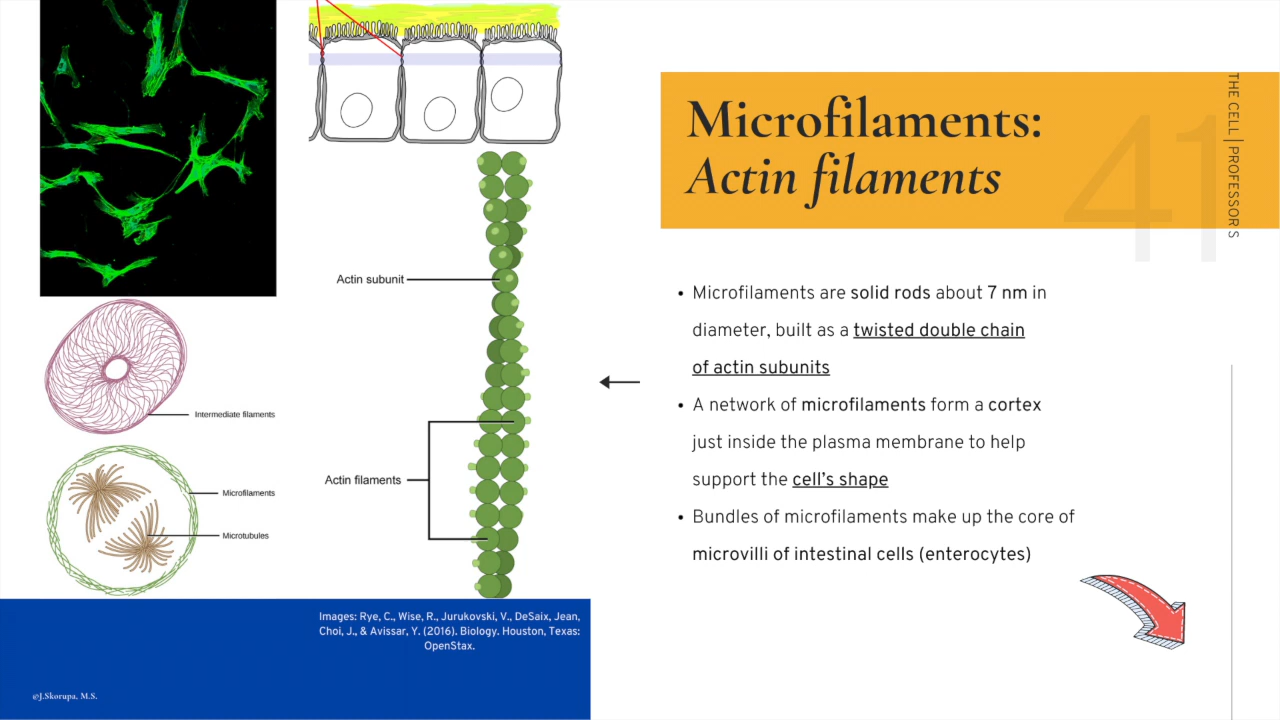 Microfilaments:
Actin filaments
41
THE CELL | PROFESSOR S
• Microfilaments are solid rods about 7 nm in
diameter, built as a twisted double chain
of actin subunits
• A network of microfilaments form a cortex
just inside the plasma membrane to help
support the cell's shape
• Bundles of microfilaments make up the core of
microvilli of intestinal cells (enterocytes)
Actin subunit
Actin filaments
Intermediate filaments
Microfilaments
Microtubules
Images: Rye, C., Wise, R., Jurukovski, V., DeSaix, Jean,
Choi, J., & Avissar, Y. (2016). Biology. Houston, Texas:
OpenStax.
@J.Skorupa, M.S.